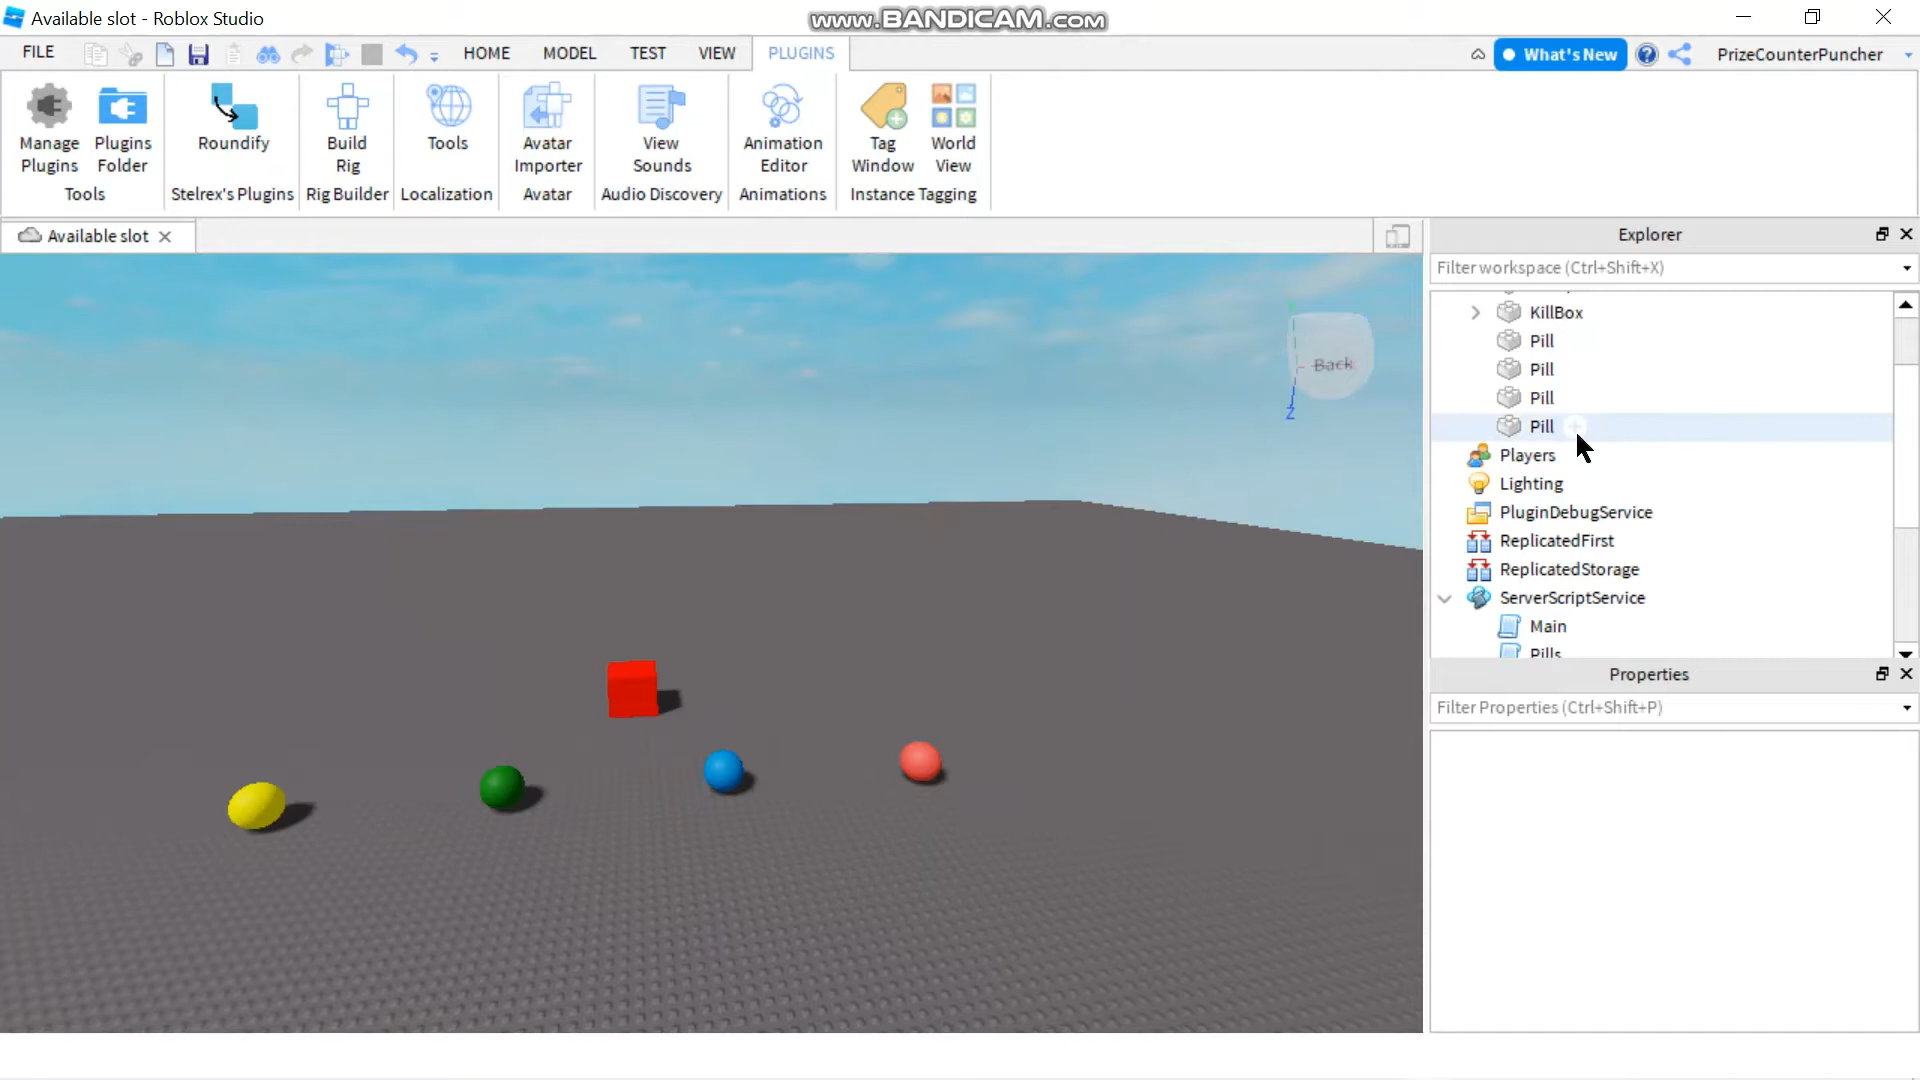 Available slot - Roblox Studio
www.BANDICAM.com
FILE
HOME
MODEL
TEST
VIEW
PLUGINS
What's New
PrizeCounterPuncher
Manage Plugins
Plugins Folder
Roundify
Build Rig
Tools
Avatar Importer
View Sounds
Animation Editor
Tag Window
World View
Tools
Stelrex's Plugins
Rig Builder
Localization
Avatar
Audio Discovery
Animations
Instance Tagging
Available slot
Explorer
Filter workspace (Ctrl+Shift+X)
KillBox
Pill
Pill
Pill
Pill
Players
Lighting
PluginDebugService
ReplicatedFirst
ReplicatedStorage
ServerScriptService
Main
Pills
Properties
Filter Properties (Ctrl+Shift+P)
Back
Z